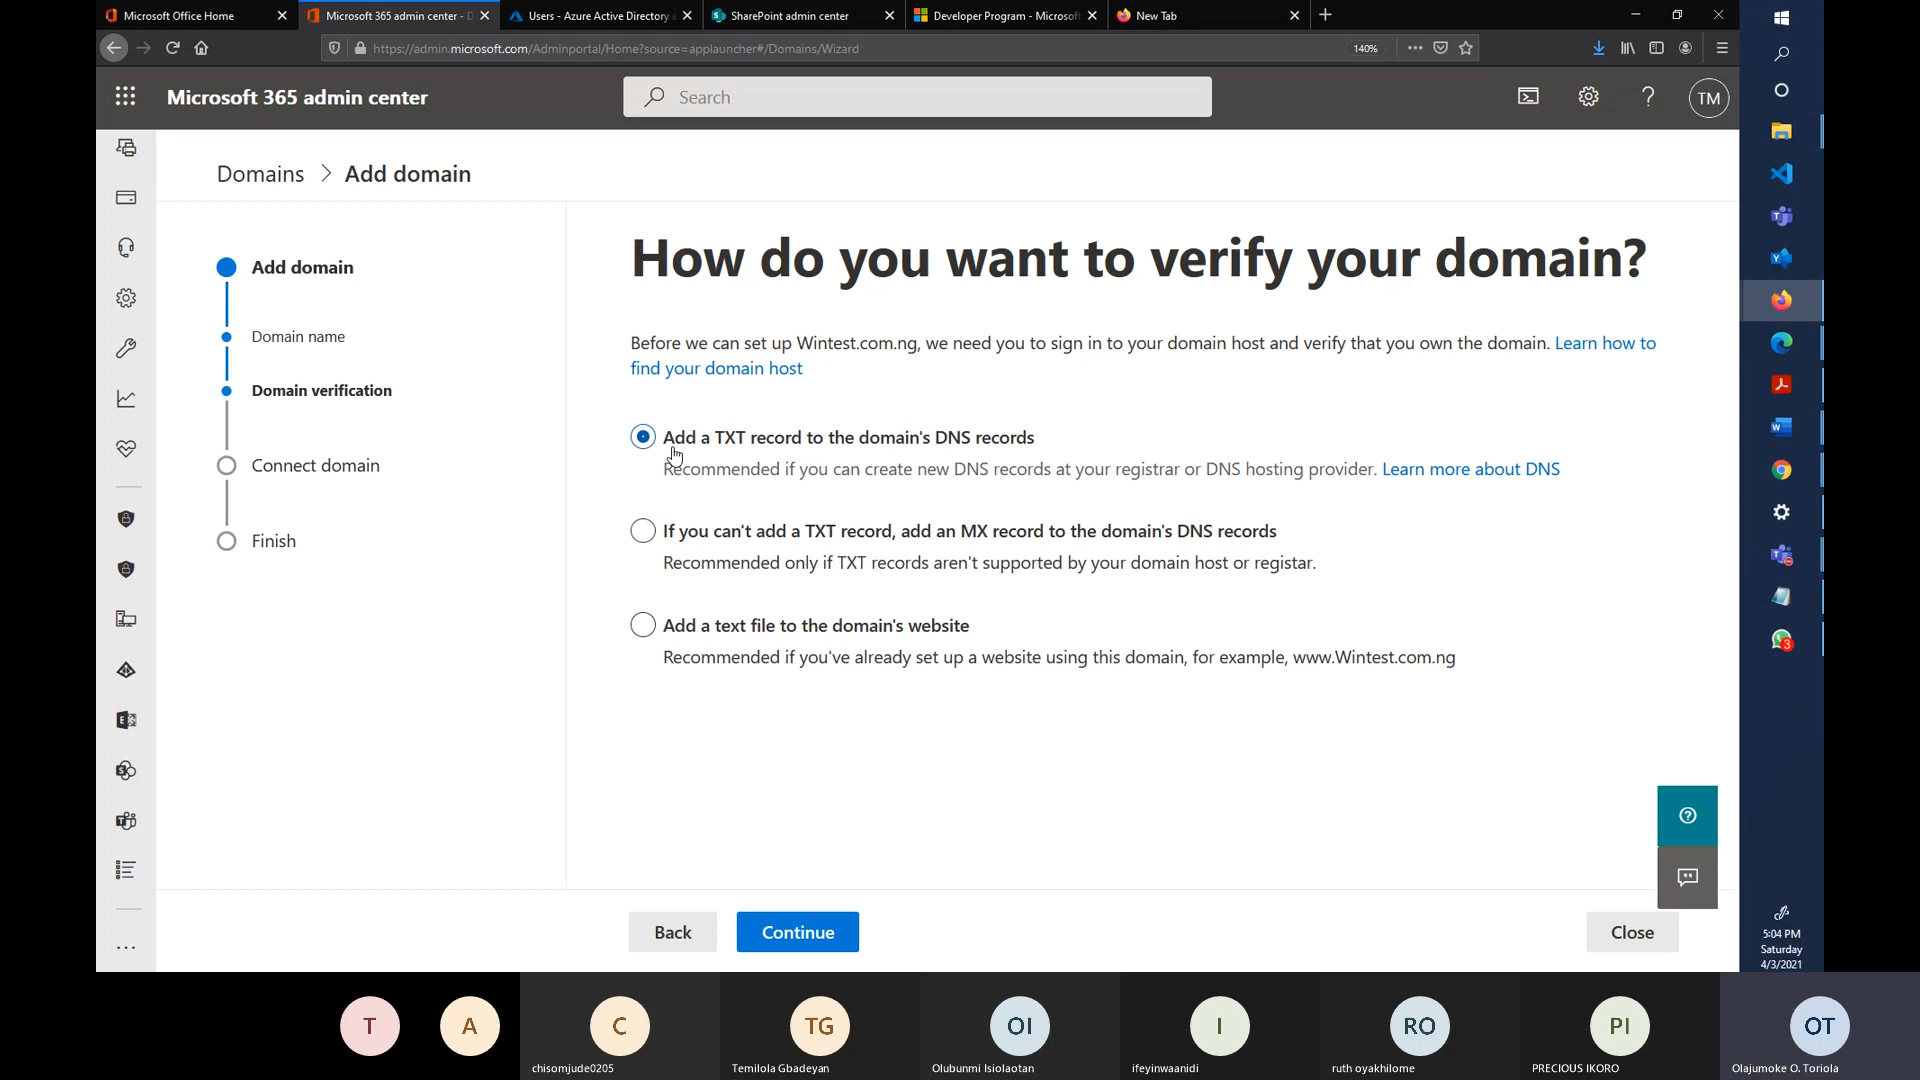 Microsoft Office Home
Microsoft 365 admin center - D
Users - Azure Active Directory a
SharePoint admin center
Developer Program - Microsoft
New Tab
https://admin.microsoft.com/Adminportal/Home?source=applauncher#/Domains/Wizard
140%
Microsoft 365 admin center
Search
TM
Domains > Add domain
Add domain
Domain name
Domain verification
Connect domain
Finish
How do you want to verify your domain?
Before we can set up Wintest.com.ng, we need you to sign in to your domain host and verify that you own the domain. Learn how to
find your domain host
Add a TXT record to the domain's DNS records
Recommended if you can create new DNS records at your registrar or DNS hosting provider. Learn more about DNS
If you can't add a TXT record, add an MX record to the domain's DNS records
Recommended only if TXT records aren't supported by your domain host or registrar.
Add a text file to the domain's website
Recommended if you've already set up a website using this domain, for example, www.Wintest.com.ng
Back
Continue
Close
3
5:04 PM
Saturday
4/3/2021
T
A
C
TG
OI
I
RO
PI
OT
chisomjude0205
Temilola Gbadeyan
Olubunmi Isiolaotan
ifeyinwaanidi
ruth oyakhilome
PRECIOUS IKORO
Olajumoke O. Toriola